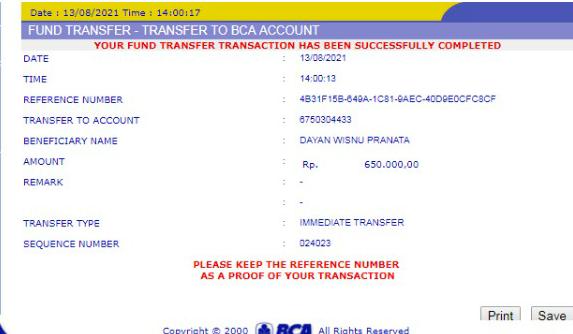 Date : 13/08/2021 Time : 14:00:17
FUND TRANSFER - TRANSFER TO BCA ACCOUNT
YOUR FUND TRANSFER TRANSACTION HAS BEEN SUCCESSFULLY COMPLETED
DATE : 13/08/2021
TIME : 14:00:13
REFERENCE NUMBER : 4B31F15B-649A-1C81-9AEC-40D9E0CFC8CF
TRANSFER TO ACCOUNT : 6750304433
BENEFICIARY NAME : DAYAN WISNU PRANATA
AMOUNT : Rp. 650.000,00
REMARK : -
: -
TRANSFER TYPE : IMMEDIATE TRANSFER
SEQUENCE NUMBER : 024023
PLEASE KEEP THE REFERENCE NUMBER
AS A PROOF OF YOUR TRANSACTION
Print Save
Copyright © 2000 BCA All Rights Reserved